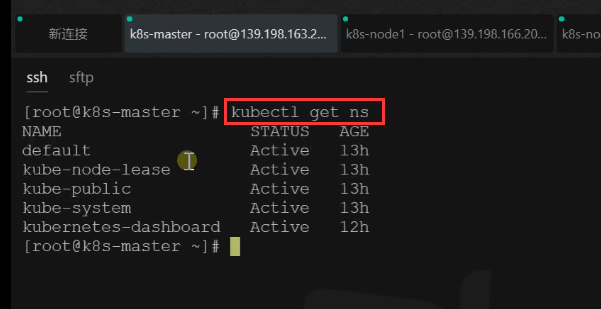 新连接 k8s-master - root@139.198.163.2... k8s-node1 - root@139.198.166.20... k8s-no
ssh sftp
[root@k8s-master ~]# kubectl get ns
NAME STATUS AGE
default Active 13h
kube-node-lease Active 13h
kube-public Active 13h
kube-system Active 13h
kubernetes-dashboard Active 12h
[root@k8s-master ~]#